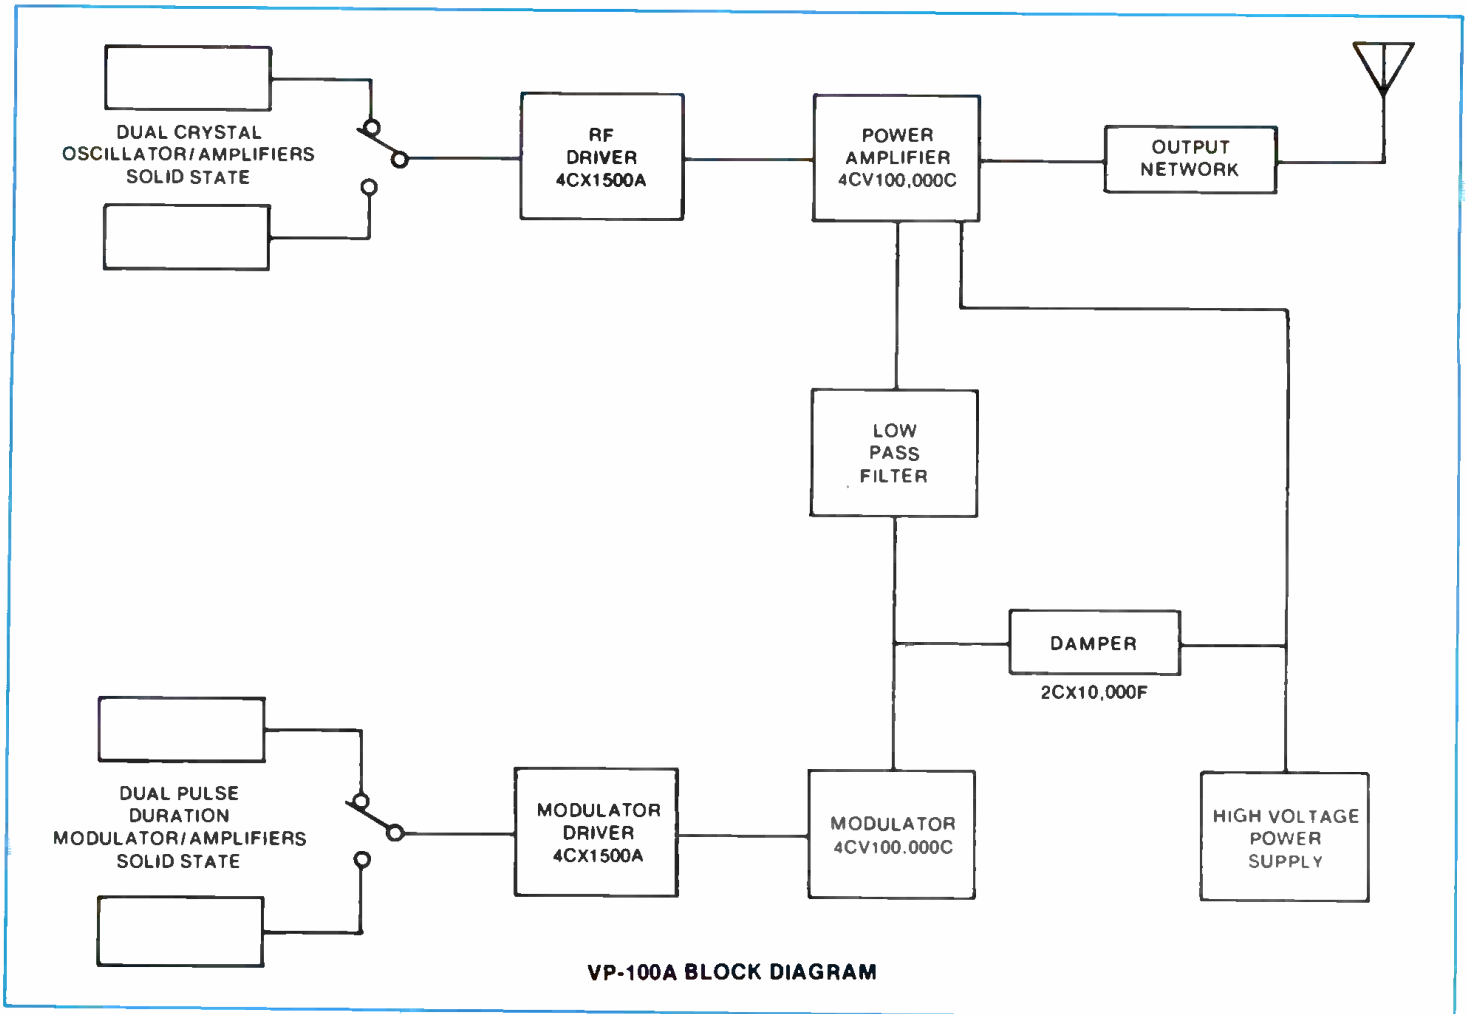 DUAL CRYSTAL
OSCILLATOR/AMPLIFIERS
SOLID STATE
RF
DRIVER
4CX1500A
POWER
AMPLIFIER
4CV100,000C
OUTPUT
NETWORK
LOW
PASS
FILTER
DAMPER
2CX10,000F
DUAL PULSE
DURATION
MODULATOR/AMPLIFIERS
SOLID STATE
MODULATOR
DRIVER
4CX1500A
MODULATOR
4CV100.000C
HIGH VOLTAGE
POWER
SUPPLY
VP-100A BLOCK DIAGRAM